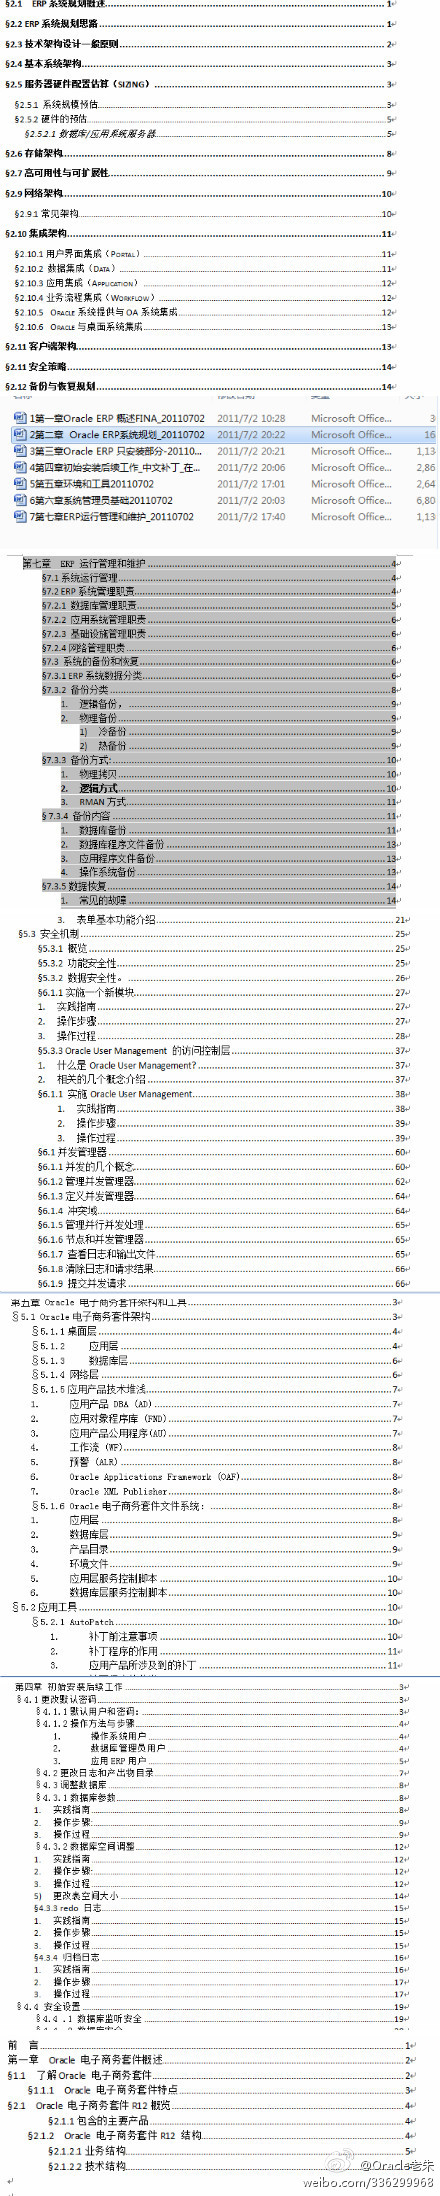 §2.1 ERP 系统规划概述 1
§2.2 ERP 系统规划思路 1
§2.3 技术架构设计一般原则 2
§2.4 基本系统架构 3
§2.5 服务器硬件配置估算（SIZING） 3
§2.5.1 系统规模预估 3
§2.5.2 硬件的预估 5
§2.5.2.1 数据库/应用系统服务器 5
§2.6 存储架构 8
§2.7 高可用性与可扩展性 9
§2.9 网络架构 10
§2.9.1 常见架构 10
§2.10 集成架构 11
§2.10.1 用户界面集成（PORTAL） 11
§2.10.2 数据集成（DATA） 11
§2.10.3 应用集成（APPLICATION） 12
§2.10.4 业务流程集成（WORKFLOW） 12
§2.10.5 ORACLE 系统提供与 OA 系统集成 12
§2.10.6 ORACLE 与桌面系统集成 13
§2.11 客户端架构 13
§2.11 安全策略 14
§2.12 备份与恢复规划 14
1第一章Oracle ERP 概述FINA_20110702 2011/7/2 10:28 Microsoft Office... 3
2第二章 Oracle ERP系统规划_20110702 2011/7/2 20:22 Microsoft Office... 16
3第三章Oracle ERP 只安装部分-20110... 2011/7/2 20:21 Microsoft Office... 1,13
4第四章初始安装后续工作_中文补丁_在... 2011/7/2 20:06 Microsoft Office... 2,86
5第五章环境和工具20110702 2011/7/2 17:01 Microsoft Office... 2,64
6第六章系统管理员基础20110702 2011/7/2 20:03 Microsoft Office... 6,80
7第七章ERP运行管理和维护_20110702 2011/7/2 17:40 Microsoft Office... 1,13
第七章 ERP 运行管理和维护 4
§7.1 系统运行管理 4
§7.2 ERP 系统管理职责 4
§7.2.1 数据库管理职责 5
§7.2.2 应用系统管理职责 6
§7.2.3 基础设施管理职责 6
§7.2.4 网络管理职责 6
§7.3 系统的备份和恢复 6
§7.3.1 ERP 系统数据分类 6
§7.3.2 备份分类 8
1. 逻辑备份， 9
2. 物理备份 9
1) 冷备份 9
2) 热备份 9
§7.3.3 备份方式: 10
1. 物理拷贝 10
2. 逻辑方式 10
3. RMAN 方式 11
§7.3.4 备份内容 11
1. 数据库备份 11
2. 数据库程序文件备份 13
3. 应用程序文件备份 13
4. 操作系统备份 13
§7.3.5 数据恢复 14
1. 常见的故障 14
3. 表单基本功能介绍 21
§5.3 安全机制 25
§5.3.1 概览 25
§5.3.2 功能安全性 25
§5.3.2 数据安全性。 26
§6.1.1 实施一个新模块 27
1. 实践指南 27
2. 操作步骤 27
3. 操作过程 28
§5.3.3 Oracle User Management 的访问控制层 37
1. 什么是 Oracle User Management? 37
2. 相关的几个概念介绍 37
§6.1.1 实施 Oracle User Management 38
1. 实践指南 38
2. 操作步骤 39
3. 操作过程 39
§6.1 并发管理器 60
§6.1.1 并发的几个概念 60
§6.1.2 管理并发管理器 62
§6.1.3 定义并发管理器 64
§6.1.4 冲突域 64
§6.1.5 管理并行并发处理 65
§6.1.6 节点和并发管理器 65
§6.1.7 查看日志和输出文件 65
§6.1.8 清除日志和请求结果 66
§6.1.9 提交并发请求 66
第五章 Oracle 电子商务套件架构和工具 3
§5.1 Oracle 电子商务套件架构 3
§5.1.1 桌面层 4
§5.1.2 应用层 4
§5.1.3 数据库层 6
§5.1.4 网络层 6
§5.1.5 应用产品技术堆浅 7
1. 应用产品 DBA (AD) 7
2. 应用对象程序库 (FND) 7
3. 应用产品公用程序(AU) 7
4. 工作流 (WF) 8
5. 预警 (ALR) 8
6. Oracle Applications Framework (OAF) 8
7. Oracle XML Publisher 8
§5.1.6 Oracle 电子商务套件文件系统: 8
1. 应用层 8
2. 数据库层 9
3. 产品目录 9
4. 环境文件 9
5. 应用层服务控制脚本 10
6. 数据库层服务控制脚本 10
§5.2 应用工具 10
§5.2.1 AutoPatch 10
1. 补丁前注意事项 10
2. 补丁程序的作用 11
3. 应用产品所涉及到的补丁 11
第四章 初始安装后续工作 3
§4.1 更改默认密码 3
§4.1.1 默认用户和密码: 3
§4.1.2 操作方法与步骤 4
1. 操作系统用户 4
2. 数据库管理员用户 4
3. 应用 ERP 用户 5
§4.2 更改日志和产出物目录 7
§4.3 调整数据库 8
§4.3.1 数据库参数 8
1. 实践指南 8
2. 操作步骤: 9
3. 操作过程 9
§4.3.2 数据库空间调整 12
1. 实践指南 12
2. 操作步骤: 12
3. 操作过程 12
5) 更改表空间大小 14
§4.3.3 redo 日志 15
1. 实践指南 15
2. 操作步骤 15
3. 操作过程 15
§4.3.4 归档日志 16
1. 实践指南 16
2. 操作步骤 17
3. 操作过程 17
§4.4 安全设置 19
§4.4 .1 数据库监听安全 19
前 言 1
第一章 Oracle 电子商务套件概述 2
§1.1 了解 Oracle 电子商务套件 2
§1.1.1 Oracle 电子商务套件特点 3
§2.1 Oracle 电子商务套件 R12 概览 4
§2.1.1 包含的主要产品 4
§2.1.2 Oracle 电子商务套件 R12 结构 4
§2.1.2.1 业务结构 5
§2.1.2.2 技术结构 5
@Oracle老朱
weibo.com/336299968